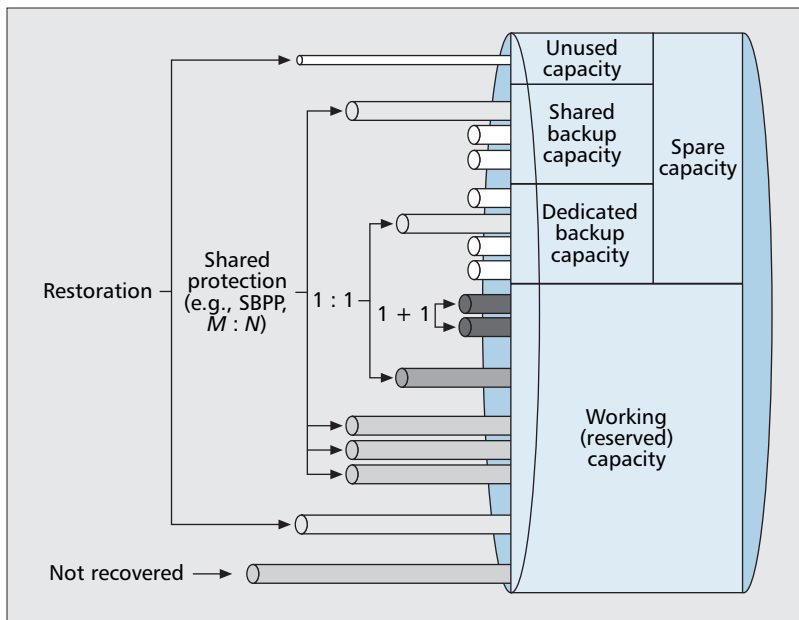 Unused
capacity
Shared
backup
capacity
Spare
capacity
Dedicated
backup
capacity
Restoration
Shared
protection
(e.g., SBPP,
M : N)
1 : 1
1 + 1
Working
(reserved)
capacity
Not recovered